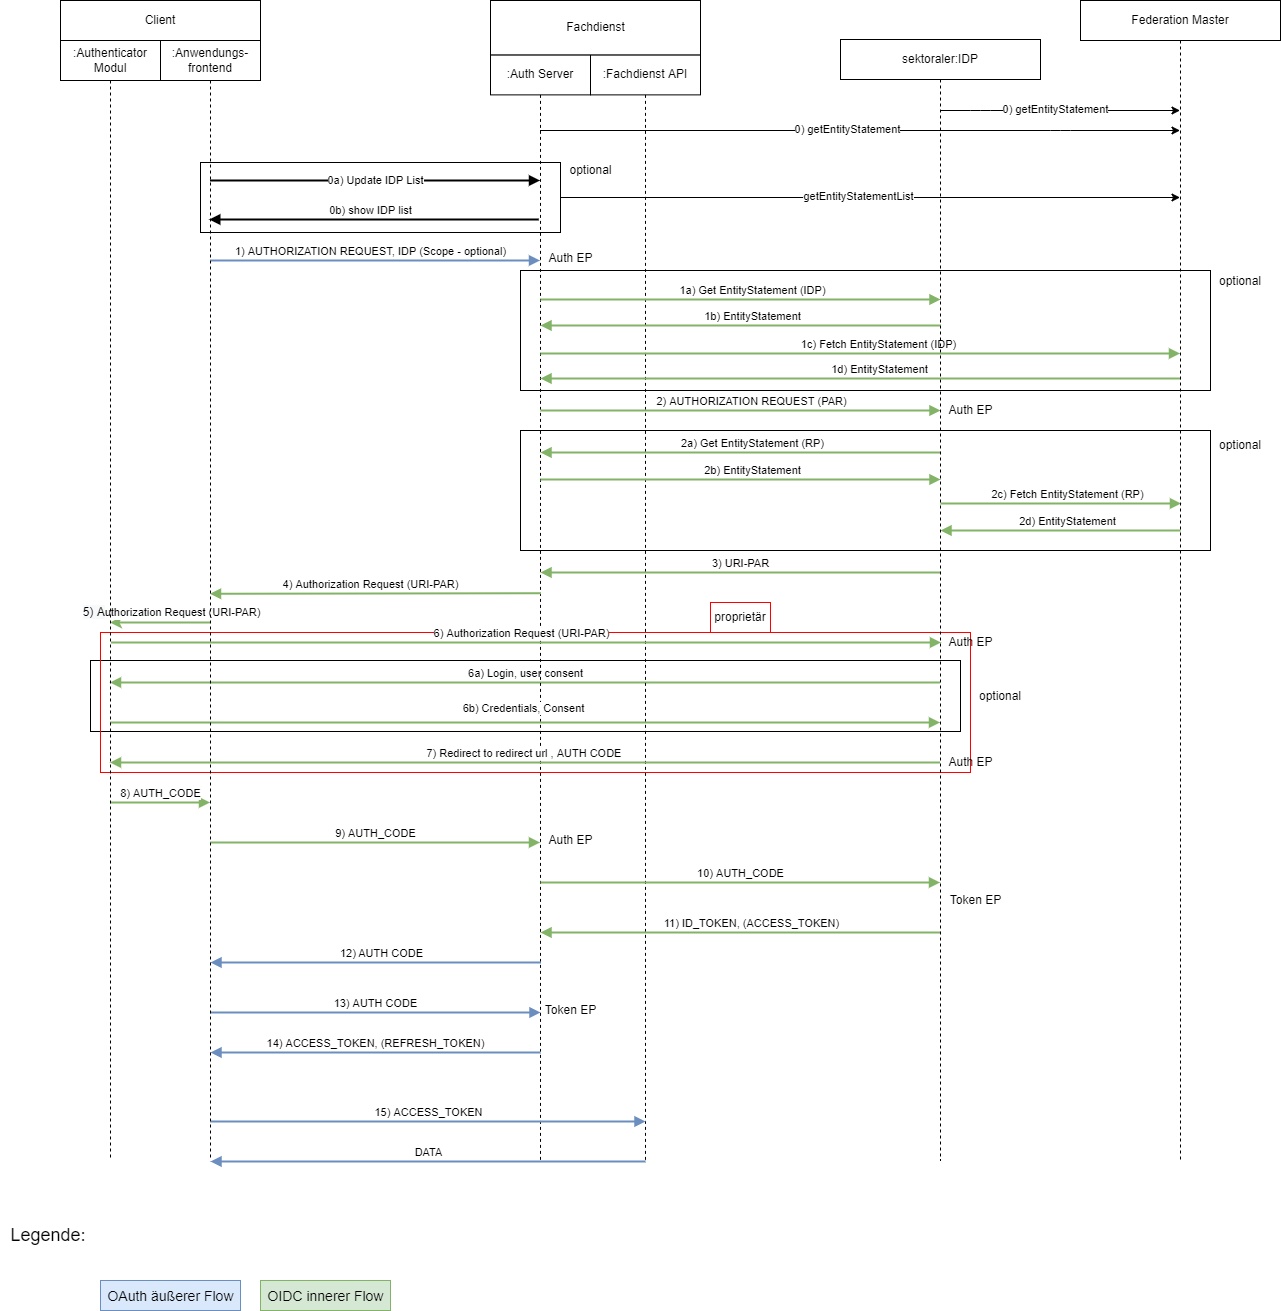 Client
Fachdienst
Federation Master
:Authenticator
Modul
:Anwendungs-
frontend
:Auth Server
:Fachdienst API
sektoraler:IDP
0) getEntityStatement
0) getEntityStatement
optional
0a) Update IDP List
getEntityStatementList
0b) show IDP list
1) AUTHORIZATION REQUEST, IDP (Scope - optional)
Auth EP
optional
1a) Get EntityStatement (IDP)
1b) EntityStatement
1c) Fetch EntityStatement (IDP)
1d) EntityStatement
2) AUTHORIZATION REQUEST (PAR)
Auth EP
optional
2a) Get EntityStatement (RP)
2b) EntityStatement
2c) Fetch EntityStatement (RP)
2d) EntityStatement
3) URI-PAR
4) Authorization Request (URI-PAR)
5) Authorization Request (URI-PAR)
proprietär
6) Authorization Request (URI-PAR)
Auth EP
6a) Login, user consent
optional
6b) Credentials, Consent
7) Redirect to redirect url , AUTH CODE
Auth EP
8) AUTH_CODE
9) AUTH_CODE
Auth EP
10) AUTH_CODE
Token EP
11) ID_TOKEN, (ACCESS_TOKEN)
12) AUTH CODE
13) AUTH CODE
Token EP
14) ACCESS_TOKEN, (REFRESH_TOKEN)
15) ACCESS_TOKEN
DATA
Legende:
OAuth äußerer Flow
OIDC innerer Flow